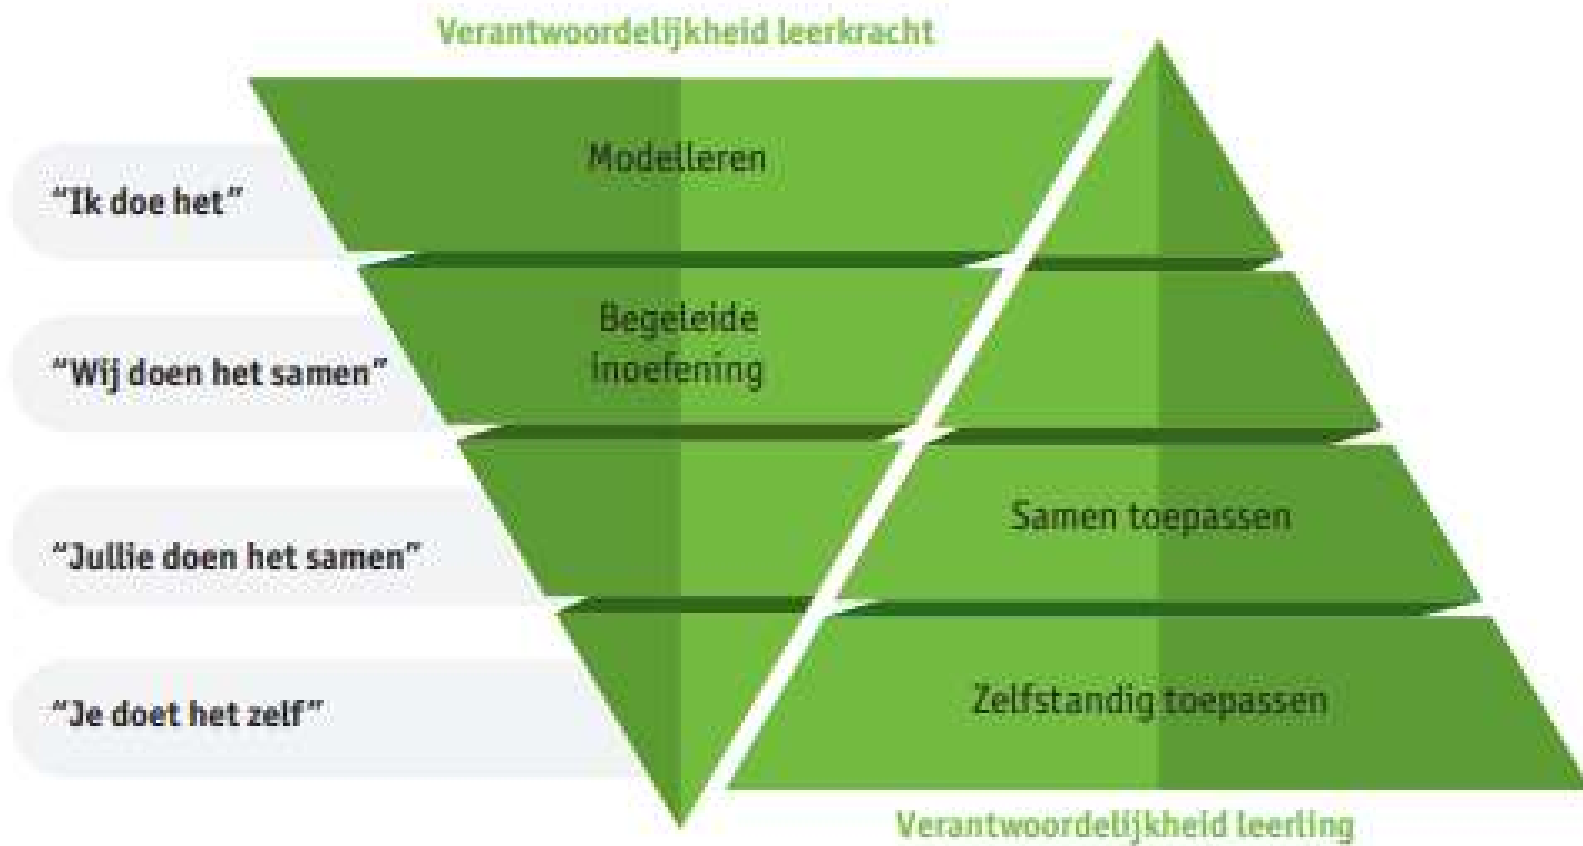 Verantwoordelijkheid leerkracht
Modelleren
“Ik doe het”
Begeleide
inoefening
“Wij doen het samen”
Samen toepassen
“Jullie doen het samen”
Zelfstandig toepassen
“Je doet het zelf”
Verantwoordelijkheid leerling